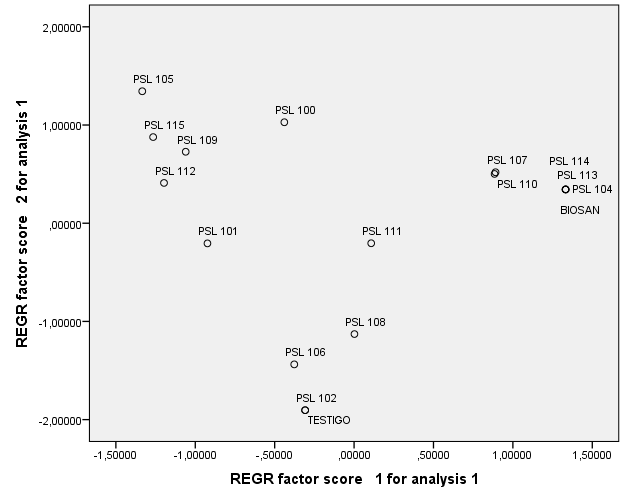 2,00000
PSL 105
PSL 100
1,00000
PSL 115
PSL 109
PSL 107
PSL 114
PSL 113
PSL 112
PSL 110
PSL 104
BIOSAN
,00000
PSL 101
PSL 111
-1,00000
PSL 108
PSL 106
PSL 102
TESTIGO
-2,00000
REGR factor score 2 for analysis 1
-1,50000 -1,00000 -,50000 ,00000 ,50000 1,00000 1,50000
REGR factor score 1 for analysis 1